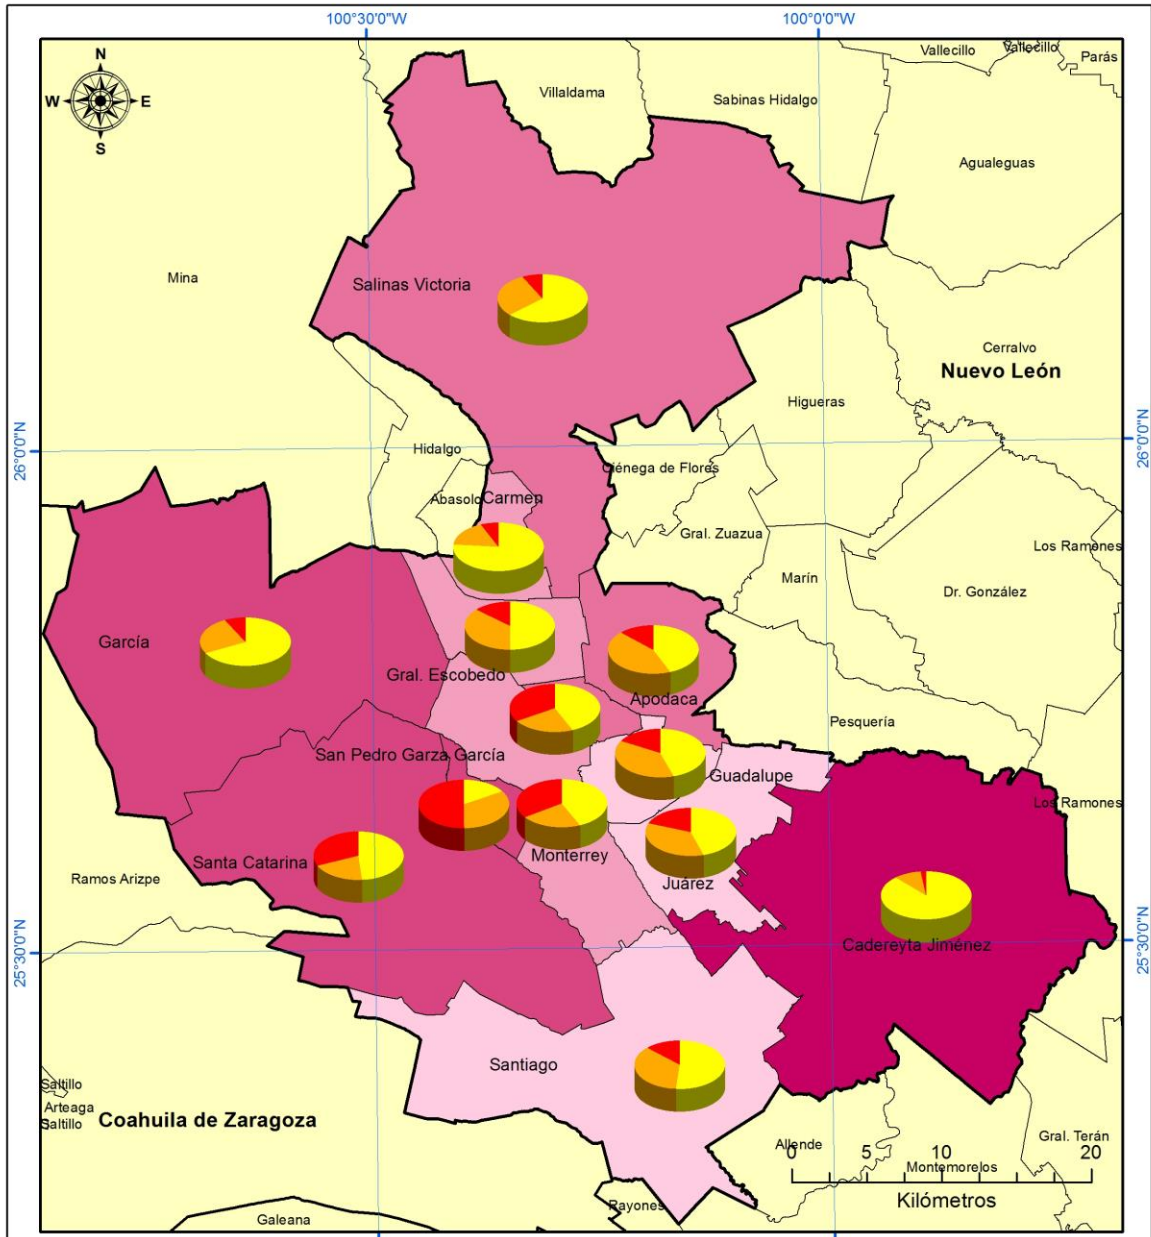 100°30'0"W
100°0'0"W
N
W
E
S
Villaldama
Sabinas Hidalgo
Vallecillo
Vallecillo
Parás
Agualeguas
Mina
Salinas Victoria
Cerralvo
Nuevo León
Higueras
26°0'0"N
26°0'0"N
Hidalgo
Ciénega de Flores
Abasolo
Carmen
Gral. Zuazua
Los Ramones
Marín
Dr. González
García
Gral. Escobedo
Apodaca
Pesquería
San Pedro Garza García
Guadalupe
Los Ramones
Santa Catarina
Monterrey
Ramos Arizpe
Juárez
Cadereyta Jiménez
25°30'0"N
25°30'0"N
Santiago
Saltillo
Arteaga
Saltillo
Coahuila de Zaragoza
Allende
Gral. Terán
0
5
10
20
Montemorelos
Kilómetros
Rayones
Galeana